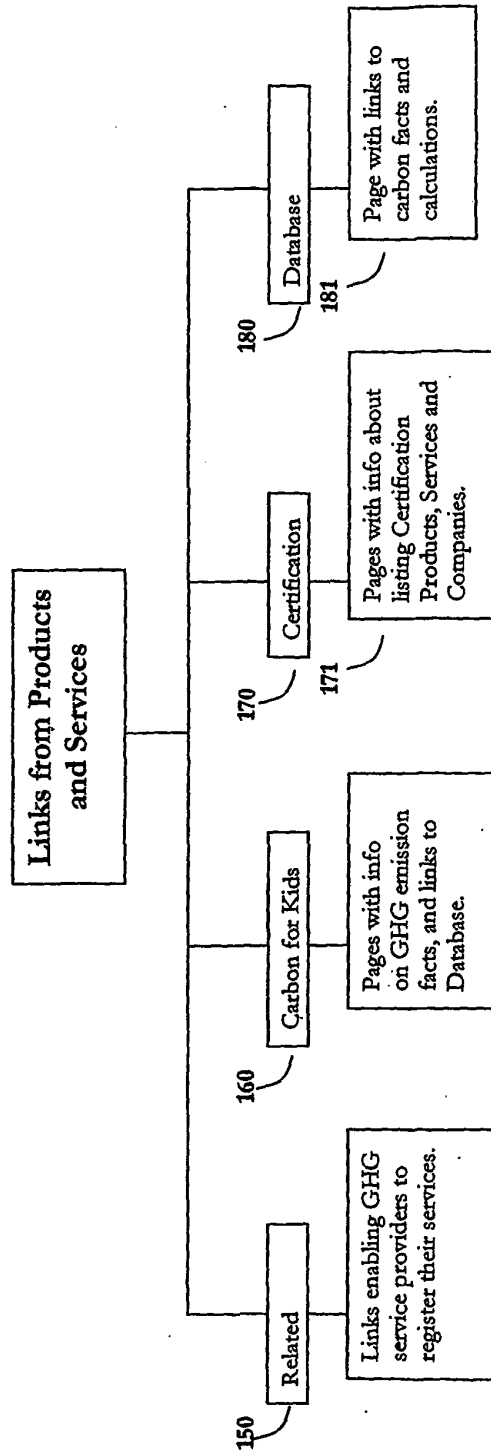 Links from Products
and Services
150
Related
Links enabling GHG
service providers to
register their services.
160
Carbon for Kids
Pages with info
on GHG emission
facts, and links to
Database.
170
Certification
171
Pages with info about
listing Certification
Products, Services and
Companies.
180
Database
181
Page with links to
carbon facts and
calculations.